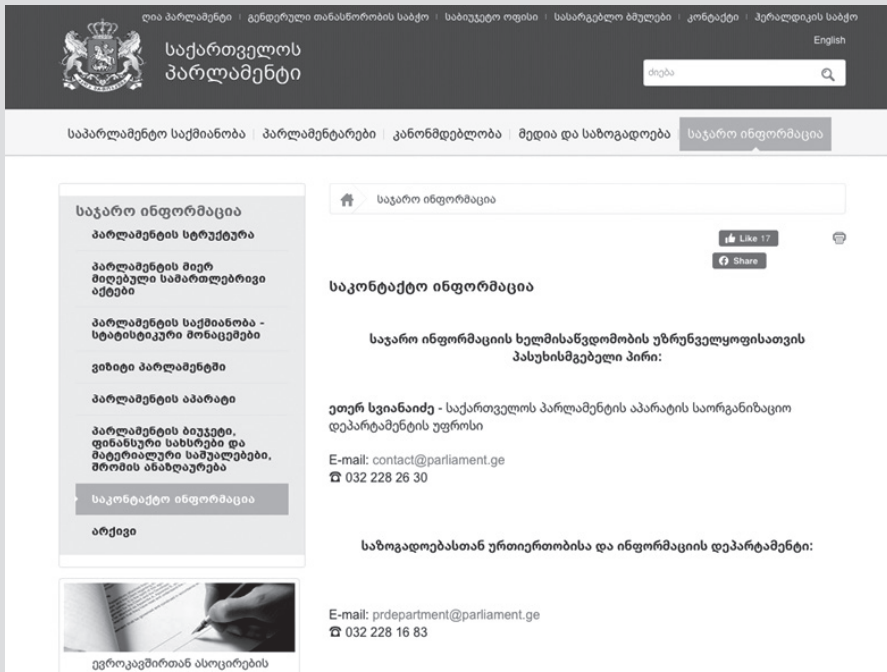 ღია პარლამენტი | გენდერული თანასწორობის საბჭო | საბიუჯეტო ოფისი | სასარგებლო ბმულები | კონტაქტი | ჰერალდიკის საბჭო
English
საქართველოს
პარლამენტი
ძიება
საპარლამენტო საქმიანობა | პარლამენტარები | კანონმდებლობა | მედია და საზოგადოება | საჯარო ინფორმაცია
საჯარო ინფორმაცია
პარლამენტის სტრუქტურა
პარლამენტის მიერ
მიღებული სამართლებრივი
აქტები
პარლამენტის საქმიანობა -
სტატისტიკური მონაცემები
ვიზიტი პარლამენტში
პარლამენტის აპარატი
პარლამენტის ბიუჯეტი,
ფინანსური სახსრები და
მატერიალური საშუალებები,
შრომის ანაზღაურება
საკონტაქტო ინფორმაცია
არქივი
ევროკავშირთან ასოცირების
საჯარო ინფორმაცია
Like 17
Share
საკონტაქტო ინფორმაცია
საჯარო ინფორმაციის ხელმისაწვდომობის უზრუნველყოფისათვის
პასუხისმგებელი პირი:
ეთერ სვიანაიძე - საქართველოს პარლამენტის აპარატის საორგანიზაციო
დეპარტამენტის უფროსი
E-mail: contact@parliament.ge
☎ 032 228 26 30
საზოგადოებასთან ურთიერთობისა და ინფორმაციის დეპარტამენტი:
E-mail: prdepartment@parliament.ge
☎ 032 228 16 83